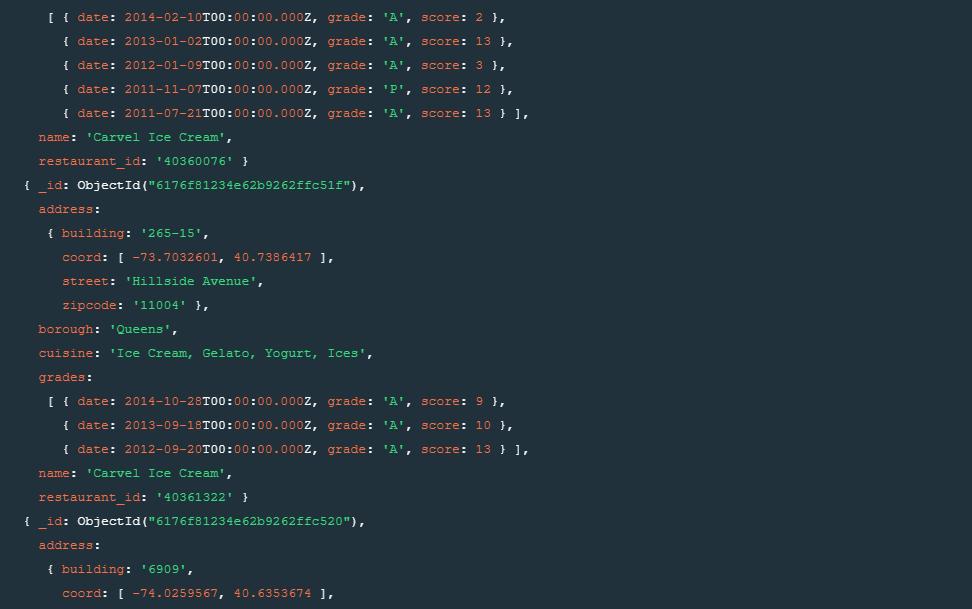 [ { date: 2014-02-10T00:00:00.000Z, grade: 'A', score: 2 },
{ date: 2013-01-02T00:00:00.000Z, grade: 'A', score: 13 },
{ date: 2012-01-09T00:00:00.000Z, grade: 'A', score: 3 },
{ date: 2011-11-07T00:00:00.000Z, grade: 'P', score: 12 },
{ date: 2011-07-21T00:00:00.000Z, grade: 'A', score: 13 } ],
name: 'Carvel Ice Cream',
restaurant_id: '40360076' }
{ _id: ObjectId("6176f81234e62b9262ffc51f"),
address:
{ building: '265-15',
coord: [ -73.7032601, 40.7386417 ],
street: 'Hillside Avenue',
zipcode: '11004' },
borough: 'Queens',
cuisine: 'Ice Cream, Gelato, Yogurt, Ices',
grades:
[ { date: 2014-10-28T00:00:00.000Z, grade: 'A', score: 9 },
{ date: 2013-09-18T00:00:00.000Z, grade: 'A', score: 10 },
{ date: 2012-09-20T00:00:00.000Z, grade: 'A', score: 13 } ],
name: 'Carvel Ice Cream',
restaurant_id: '40361322' }
{ _id: ObjectId("6176f81234e62b9262ffc520"),
address:
{ building: '6909',
coord: [ -74.0259567, 40.6353674 ],